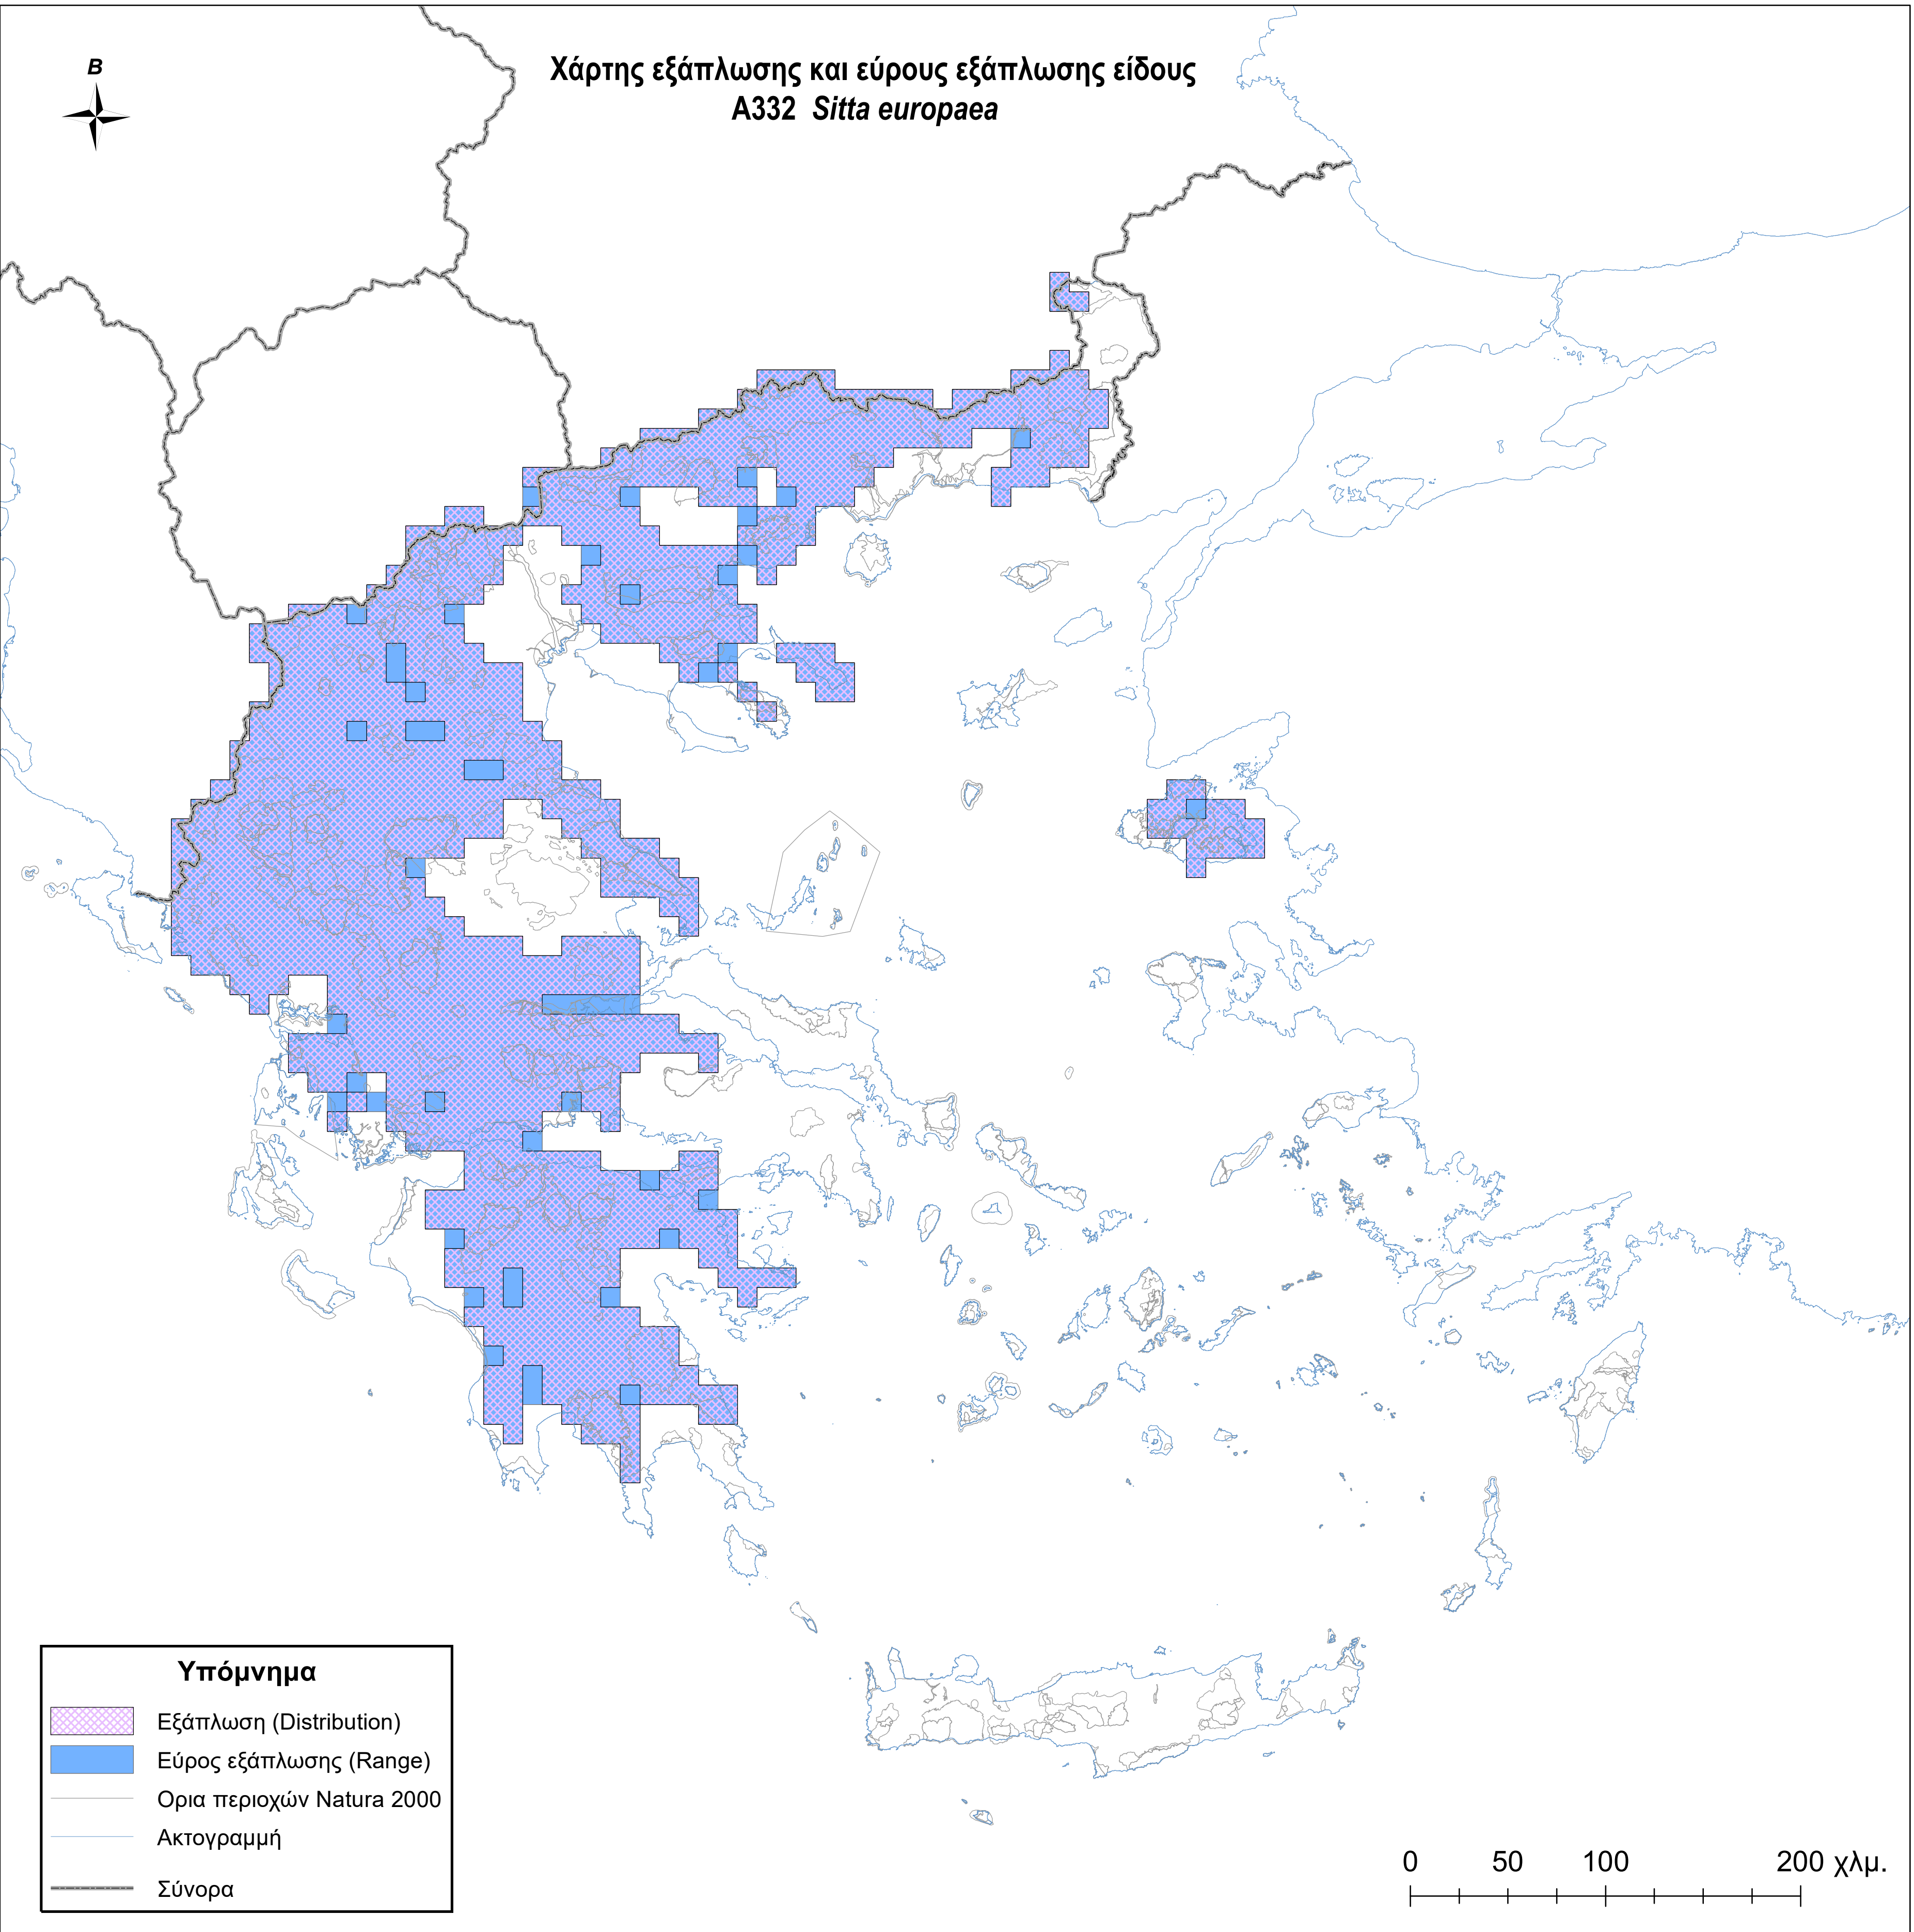 B
Χάρτης εξάπλωσης και εύρους εξάπλωσης είδους
A332 Sitta europaea
Υπόμνημα
Εξάπλωση (Distribution)
Εύρος εξάπλωσης (Range)
Ορια περιοχών Natura 2000
Ακτογραμμή
Σύνορα
0 50 100 200 χλμ.